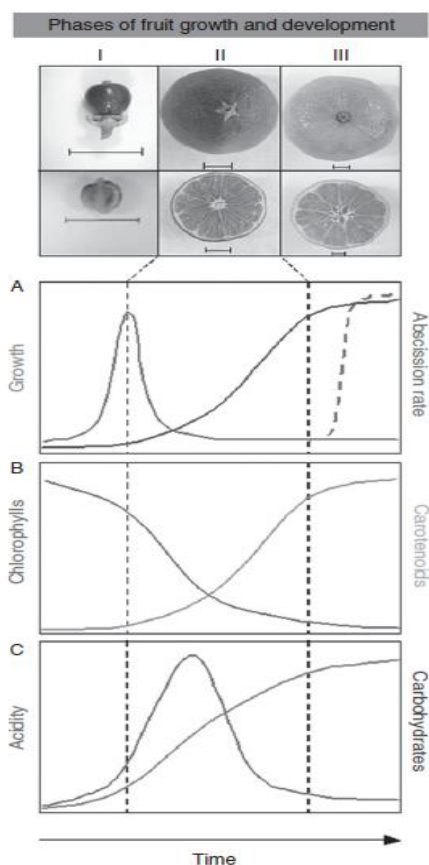 Phases of fruit growth and development
I II III
A
Growth
Abscission rate
B
Chlorophylls
Carotenoids
C
Acidity
Carbohydrates
Time